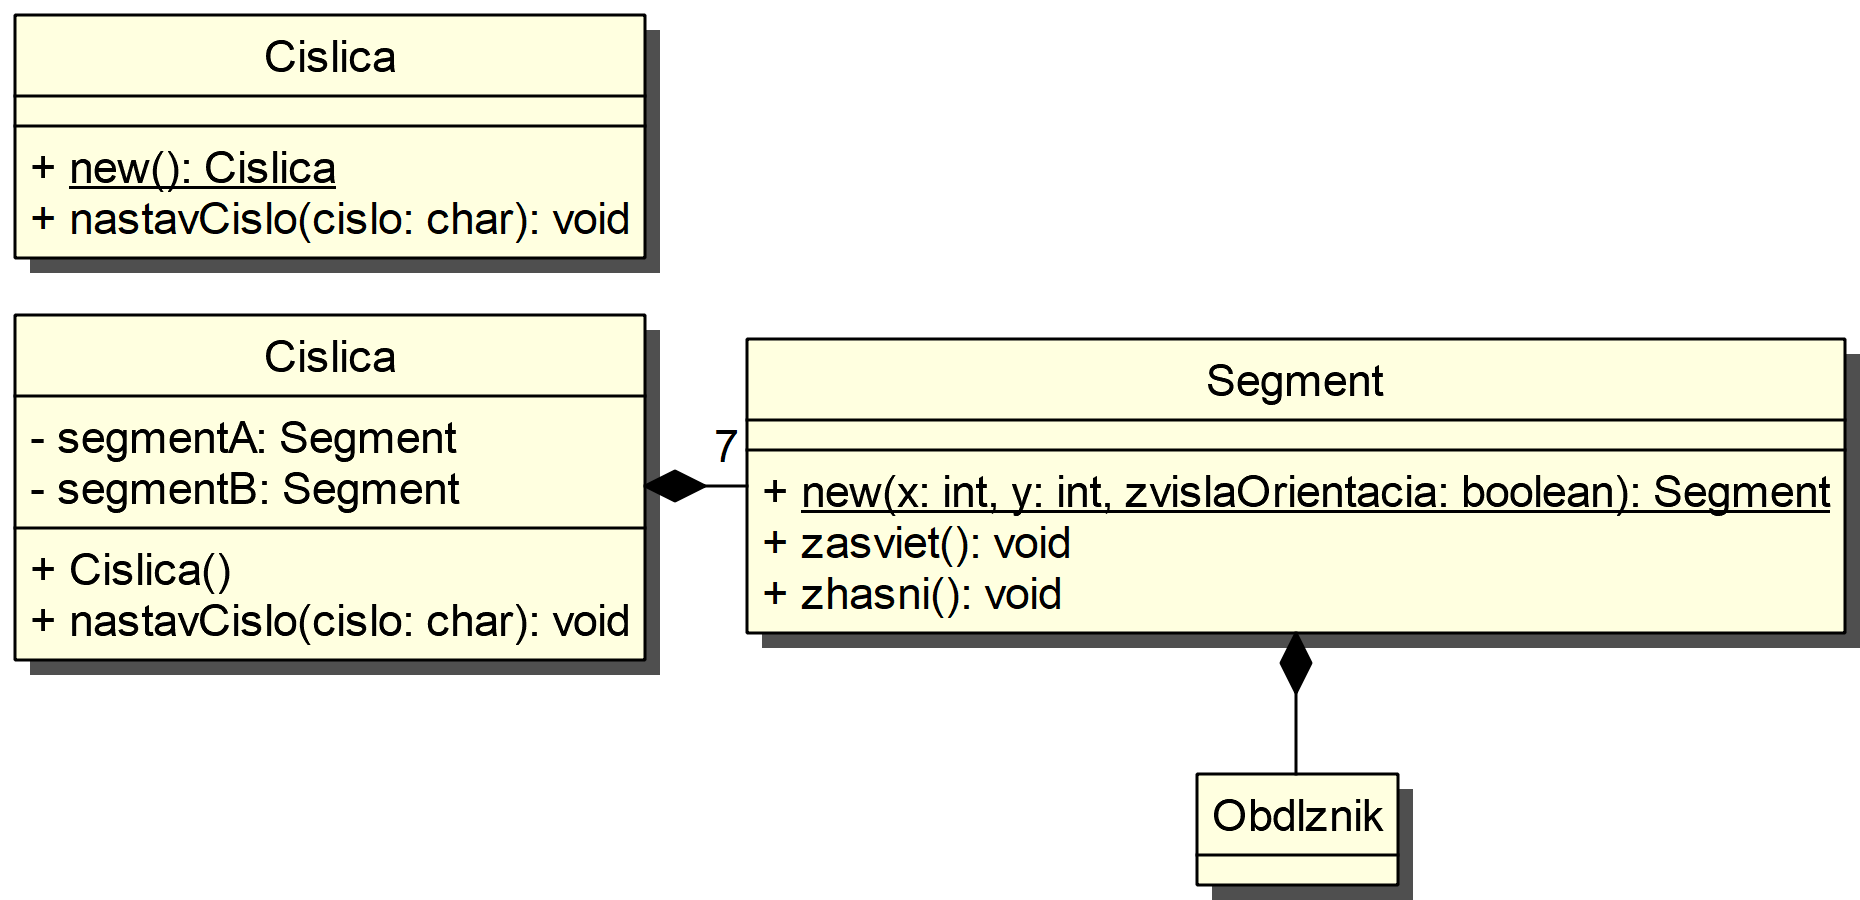 Cislica
+ new(): Cislica
+ nastavCislo(cislo: char): void
Cislica
- segmentA: Segment
- segmentB: Segment
+ Cislica()
+ nastavCislo(cislo: char): void
7
Segment
+ new(x: int, y: int, zvislaOrientacia: boolean): Segment
+ zasviet(): void
+ zhasni(): void
Obdlznik